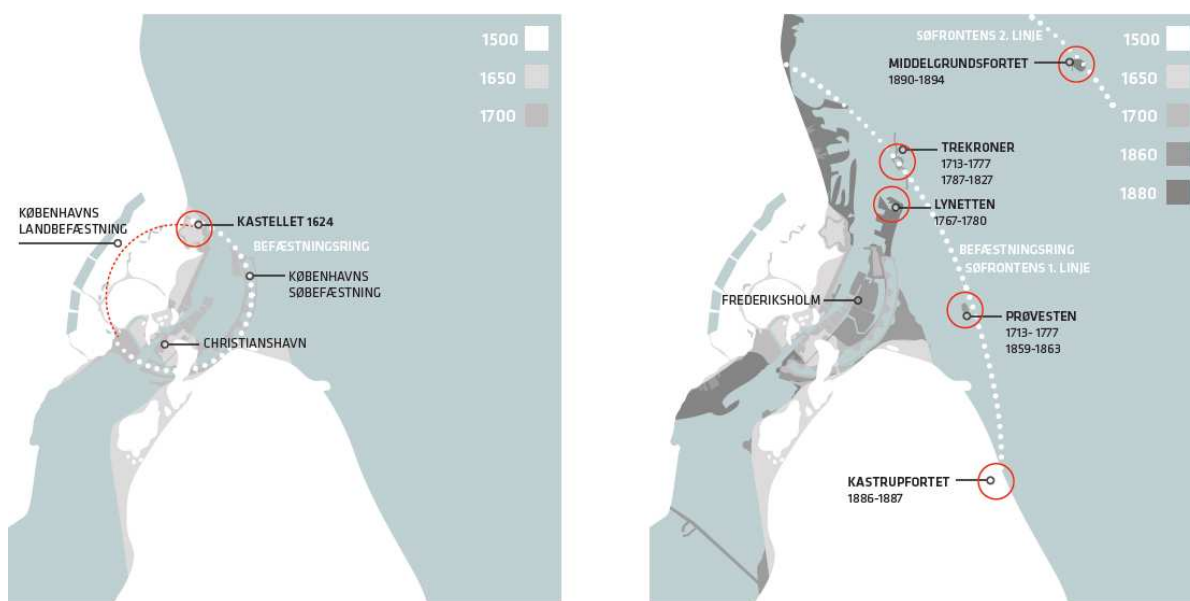 1500
1650
1700
KØBENHAVNS
LANDBEFÆSTNING
KASTELLET 1624
BEFÆSTNINGSRING
KØBENHAVNS
SØBEFÆSTNING
CHRISTIANSHAVN
SØFRONTENS 2. LINJE
1500
MIDDELGRUNDSFORTET
1890-1894
1650
1700
TREKRONER
1713-1777
1787-1827
1860
LYNETTEN
1767-1780
1880
BEFÆSTNINGSRING
SØFRONTENS 1. LINJE
FREDERIKSHOLM
PRØVESTEN
1713- 1777
1859-1863
KASTRUPFORTET
1886-1887